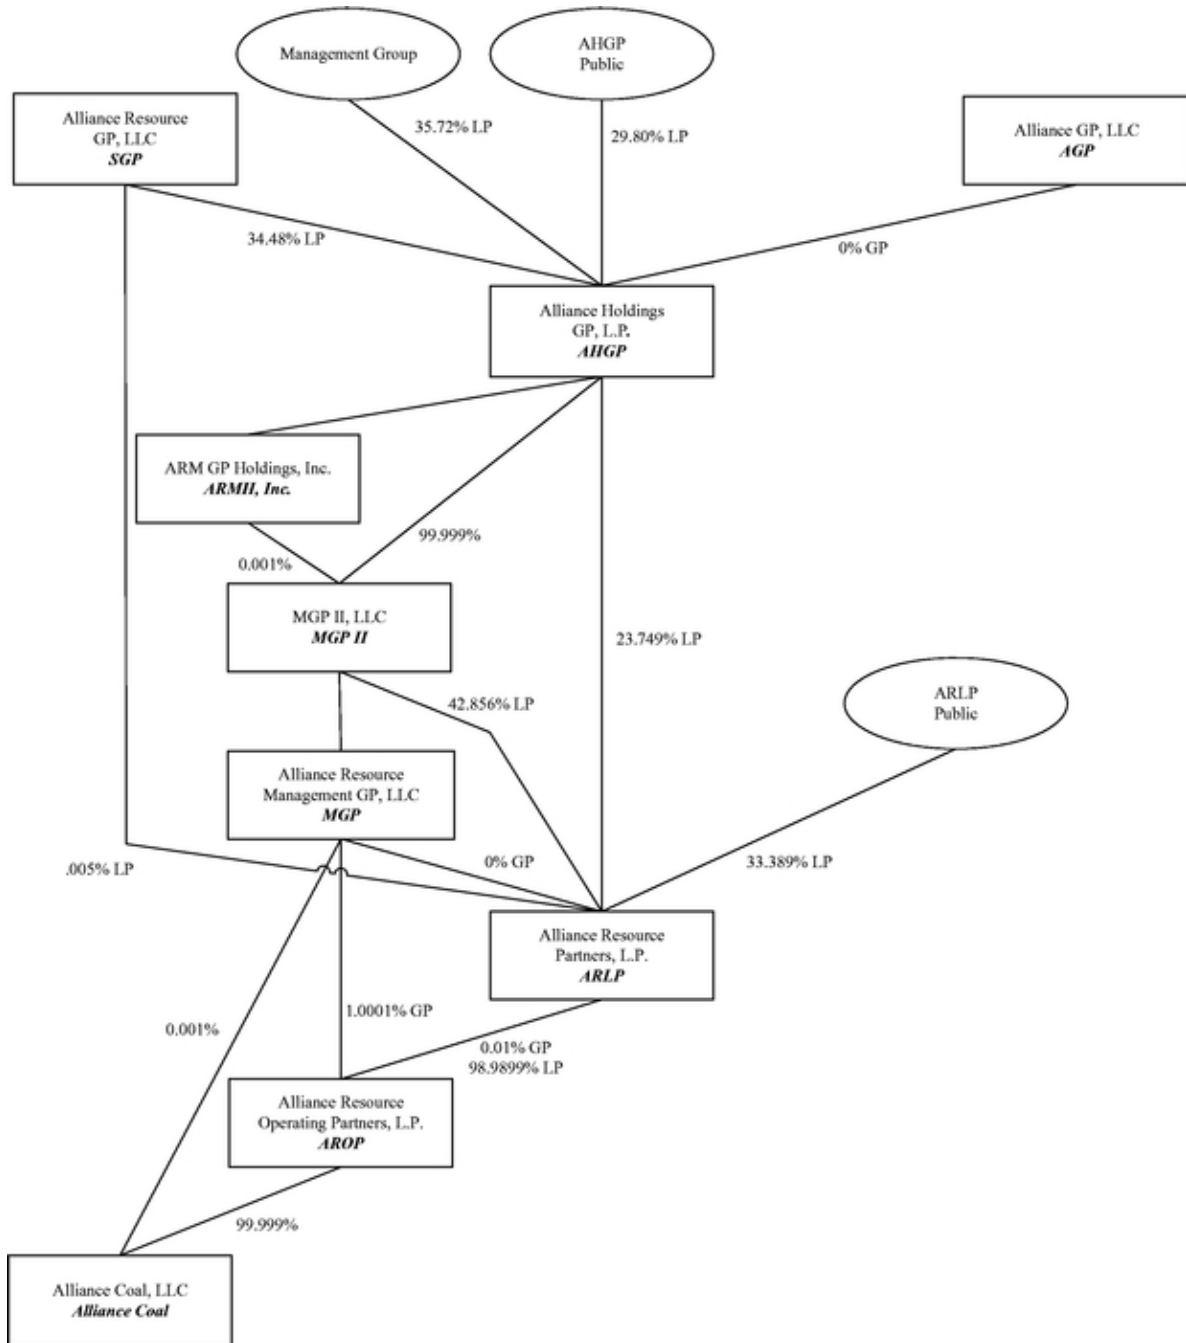 Management Group
AHGP
Public
Alliance Resource
GP, LLC
SGP
35.72% LP
29.80% LP
Alliance GP, LLC
AGP
34.48% LP
0% GP
Alliance Holdings
GP, L.P.
AHGP
ARM GP Holdings, Inc.
ARMII, Inc.
99.999%
0.001%
MGP II, LLC
MGP II
23.749% LP
42.856% LP
ARLP
Public
Alliance Resource
Management GP, LLC
MGP
.005% LP
0% GP
33.389% LP
Alliance Resource
Partners, L.P.
ARLP
0.001%
1.0001% GP
0.01% GP
98.9899% LP
Alliance Resource
Operating Partners, L.P.
AROP
99.999%
Alliance Coal, LLC
Alliance Coal